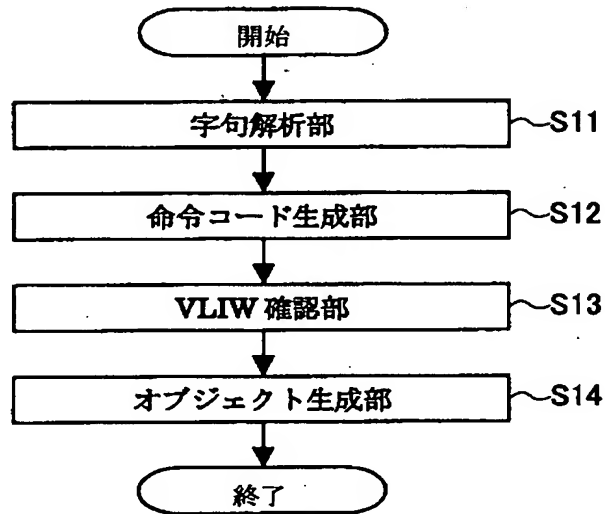 開始
字句解析部 S11
命令コード生成部 S12
VLIW 確認部 S13
オブジェクト生成部 S14
終了